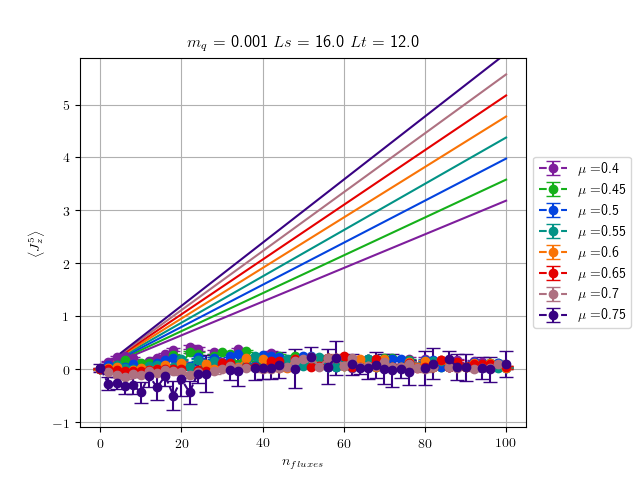 m_q = 0.001 Ls = 16.0 Lt = 12.0
⟨J_z^5⟩
5
4
3
2
1
0
−1
0 20 40 60 80 100
n_{fluxes}
μ =0.4
μ =0.45
μ =0.5
μ =0.55
μ =0.6
μ =0.65
μ =0.7
μ =0.75